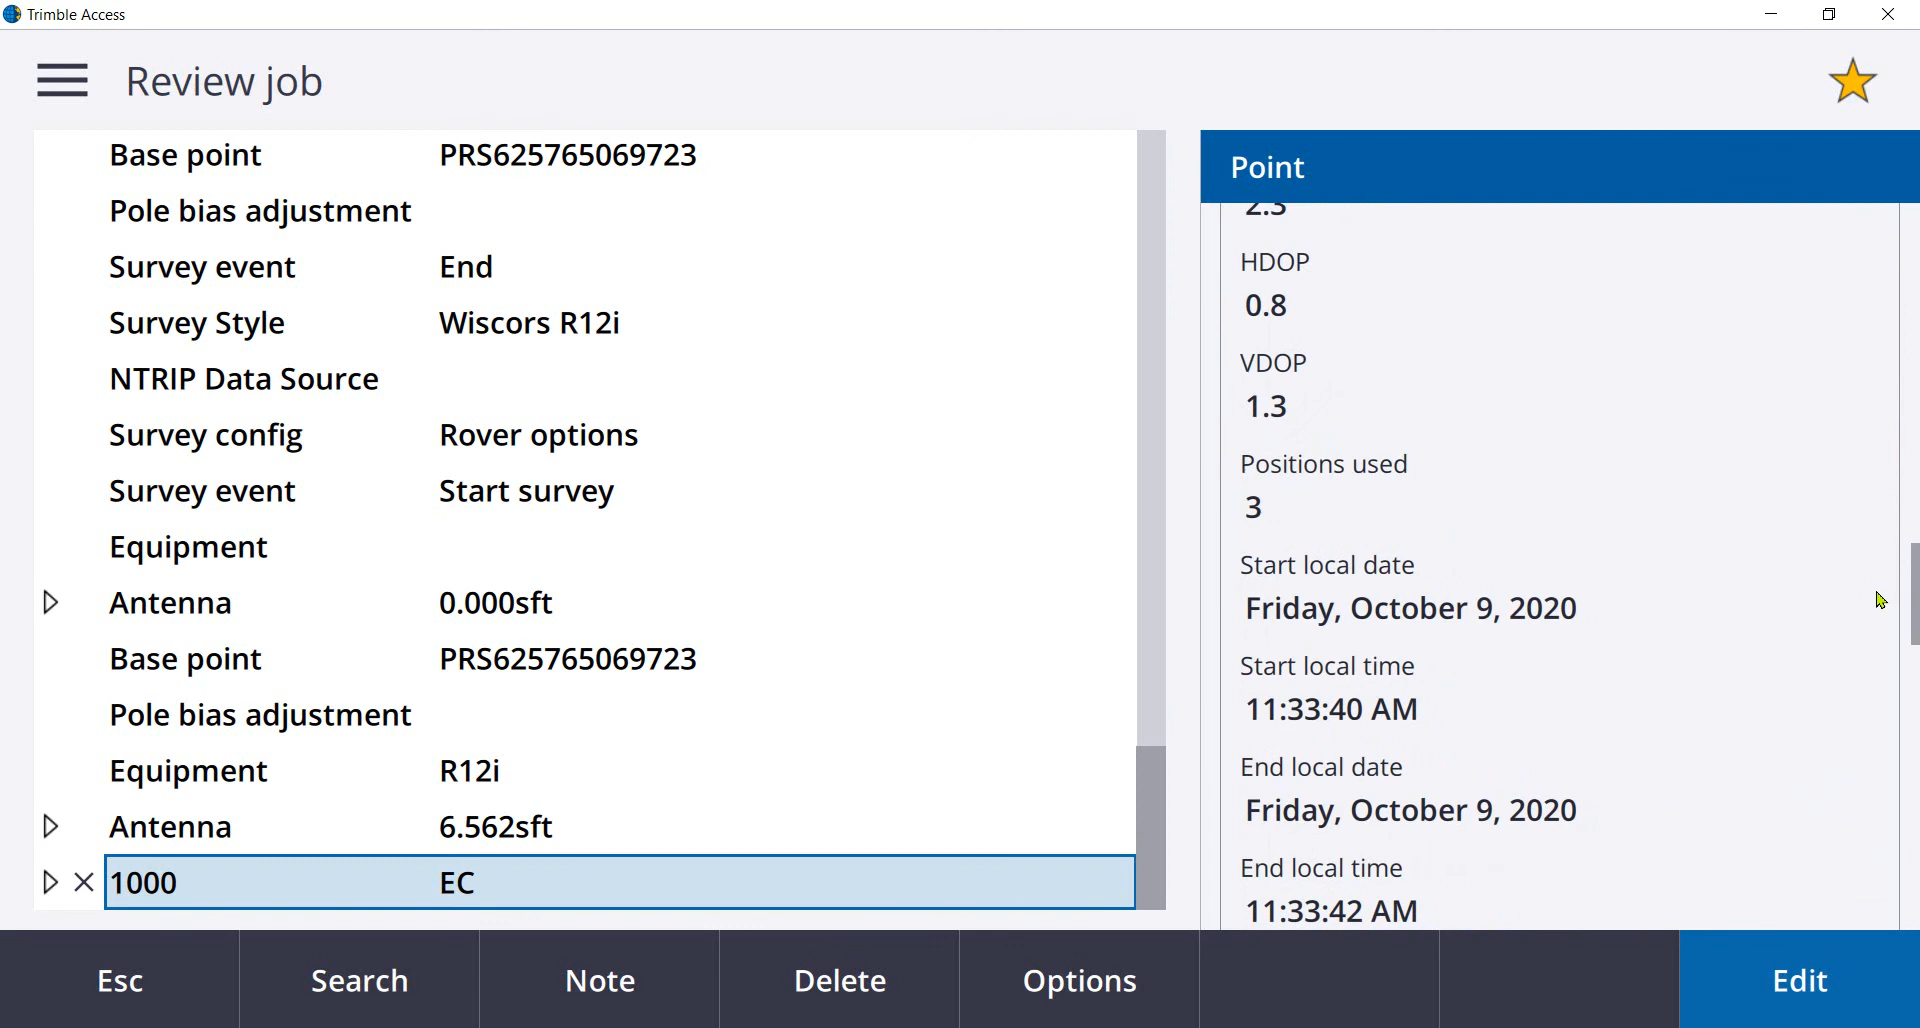 Trimble Access
Review job
Base point PRS625765069723
Pole bias adjustment
Survey event End
Survey Style Wiscors R12i
NTRIP Data Source
Survey config Rover options
Survey event Start survey
Equipment
Antenna 0.000sft
Base point PRS625765069723
Pole bias adjustment
Equipment R12i
Antenna 6.562sft
1000 EC
Point
2.3
HDOP
0.8
VDOP
1.3
Positions used
3
Start local date
Friday, October 9, 2020
Start local time
11:33:40 AM
End local date
Friday, October 9, 2020
End local time
11:33:42 AM
Esc Search Note Delete Options Edit